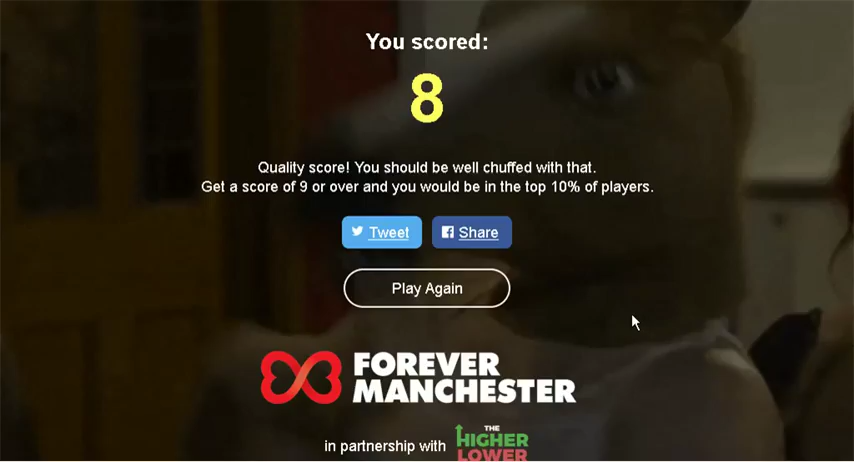 You scored:
8
Quality score! You should be well chuffed with that.
Get a score of 9 or over and you would be in the top 10% of players.
Tweet
Share
Play Again
FOREVER
MANCHESTER
in partnership with
THE
HIGHER
LOWER